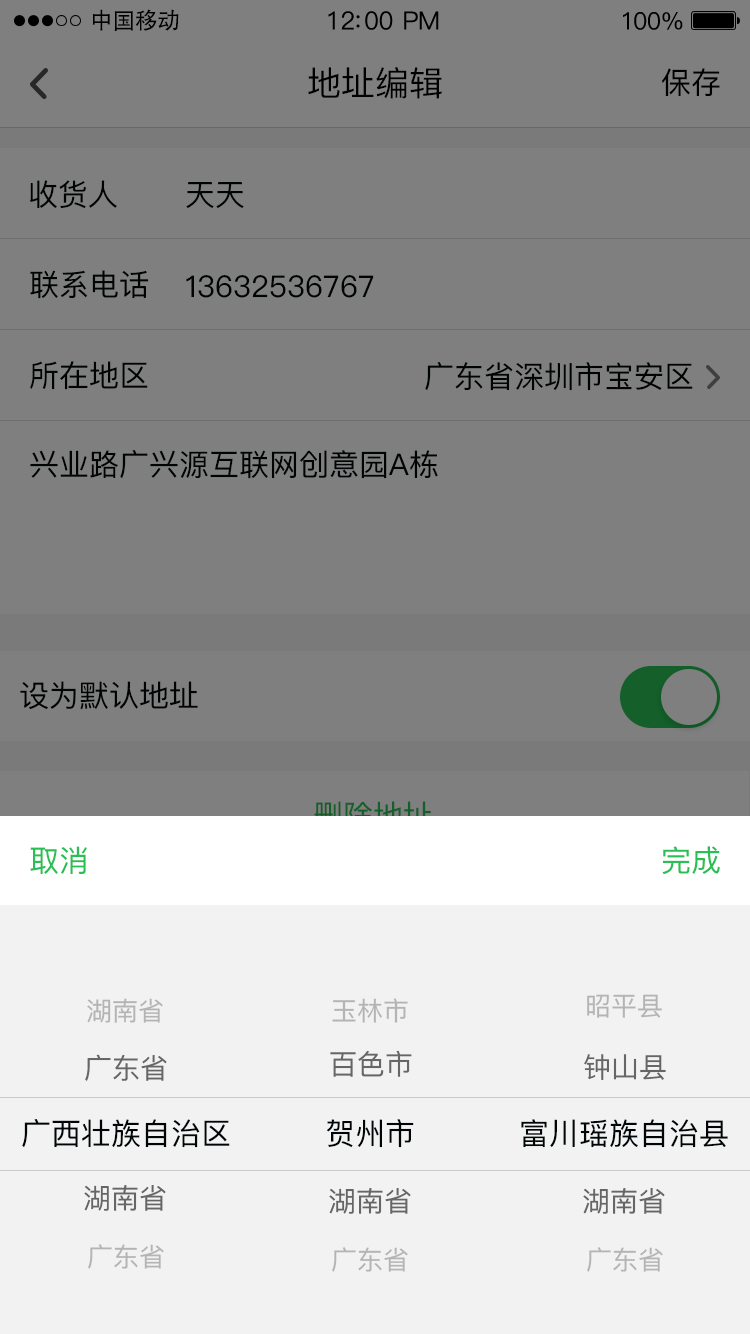 中国移动 12:00 PM 100%
地址编辑 保存
收货人 天天
联系电话 13632536767
所在地区 广东省深圳市宝安区
兴业路广兴源互联网创意园A栋
设为默认地址
删除地址
取消 完成
湖南省 玉林市 昭平县
广东省 百色市 钟山县
广西壮族自治区 贺州市 富川瑶族自治县
湖南省 湖南省 湖南省
广东省 广东省 广东省